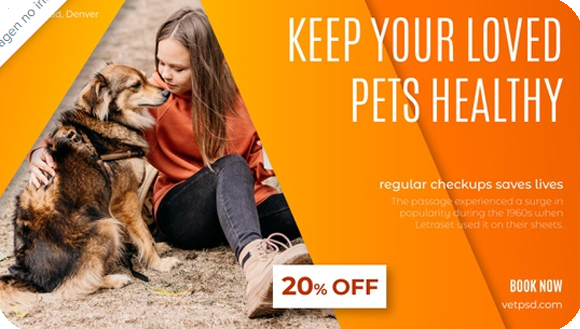 d, Denver
KEEP YOUR LOVED
PETS HEALTHY
regular checkups saves lives
The passage experienced a surge in
popularity during the 1960s when
Letraset used it on their sheets.
20% OFF
BOOK NOW
vetpsd.com